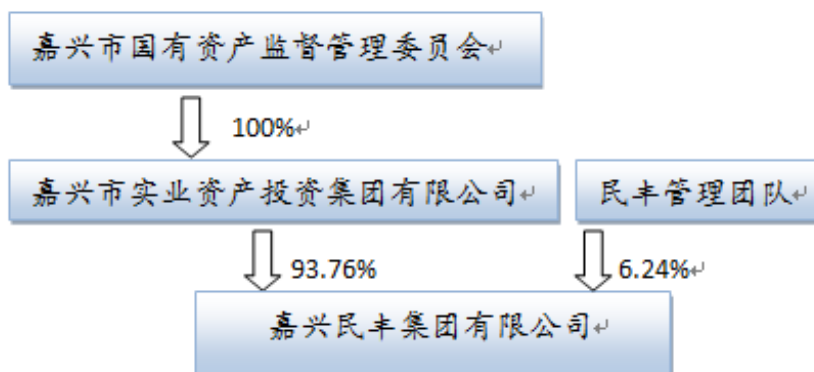 嘉兴市国有资产监督管理委员会
100%
嘉兴市实业资产投资集团有限公司
民丰管理团队
93.76%
6.24%
嘉兴民丰集团有限公司